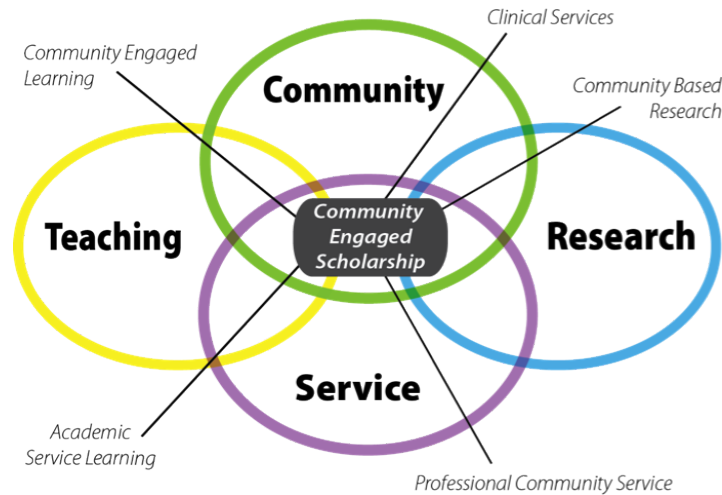 Clinical Services
Community Engaged
Learning
Community
Community Based
Research
Teaching
Community
Engaged
Scholarship
Research
Service
Academic
Service Learning
Professional Community Service